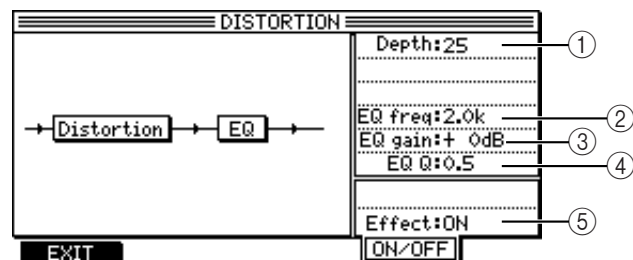 DISTORTION
Depth:25 ①
Distortion EQ
EQ freq:2.0k ②
EQ gain:+ 0dB ③
EQ Q:0.5 ④
Effect:ON ⑤
EXIT ON/OFF